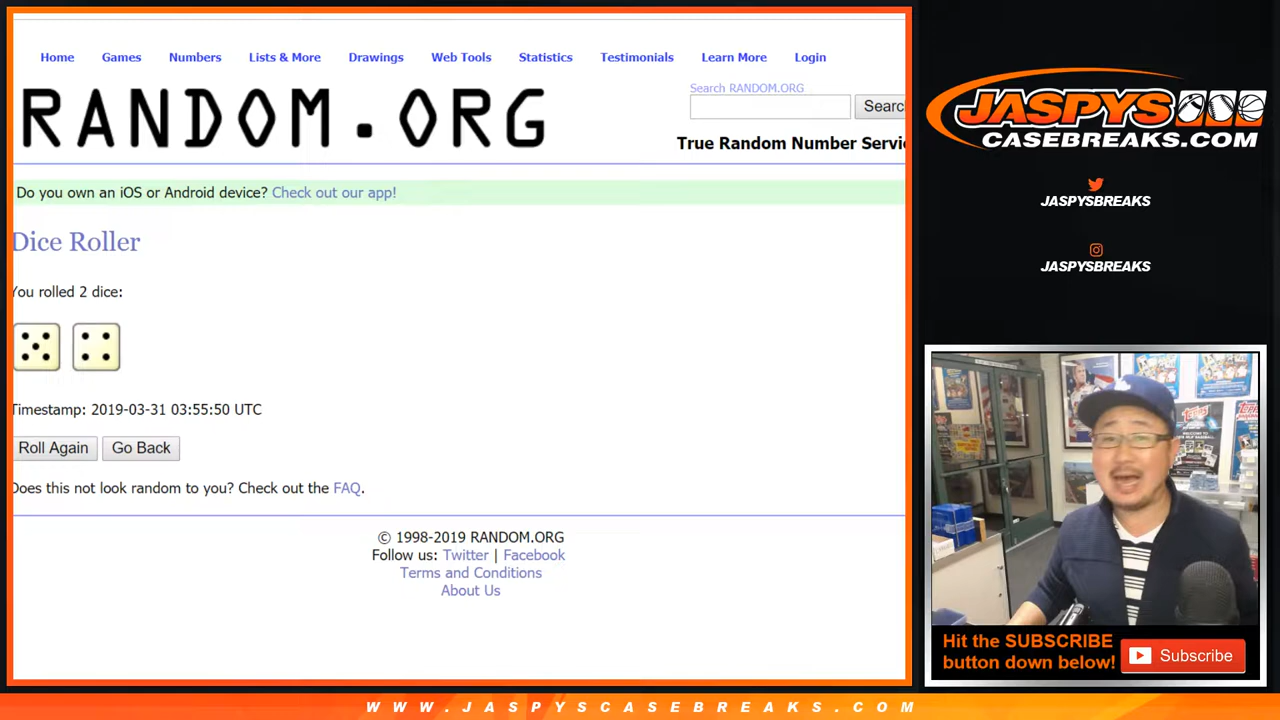 Home Games Numbers Lists & More Drawings Web Tools Statistics Testimonials Learn More Login
Search RANDOM.ORG
RANDOM.ORG
Searc
True Random Number Servi
Do you own an iOS or Android device? Check out our app!
Dice Roller
You rolled 2 dice:
Timestamp: 2019-03-31 03:55:50 UTC
Roll Again Go Back
Does this not look random to you? Check out the FAQ.
© 1998-2019 RANDOM.ORG
Follow us: Twitter | Facebook
Terms and Conditions
About Us
JASPYS
CASEBREAKS.COM
JASPYSBREAKS
JASPYSBREAKS
Topps
Hit the SUBSCRIBE
button down below!
Subscribe
WWW.JASPYSCASEBREAKS.COM